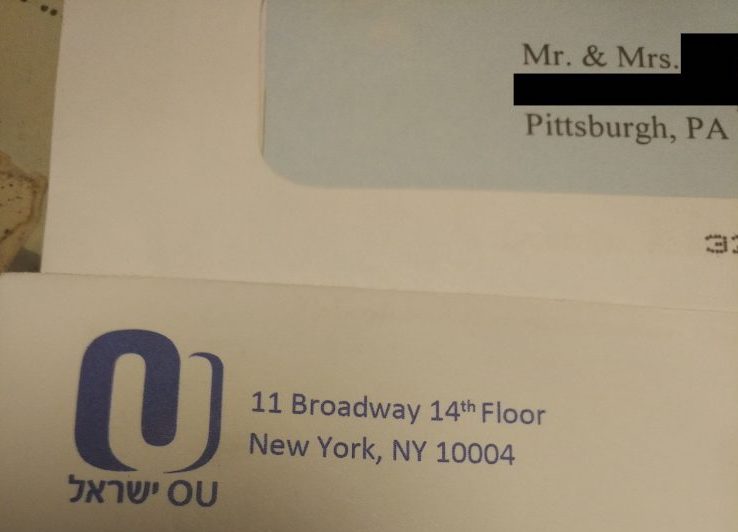 Mr. & Mrs.
Pittsburgh, PA
11 Broadway 14th Floor
New York, NY 10004
OU ישראל